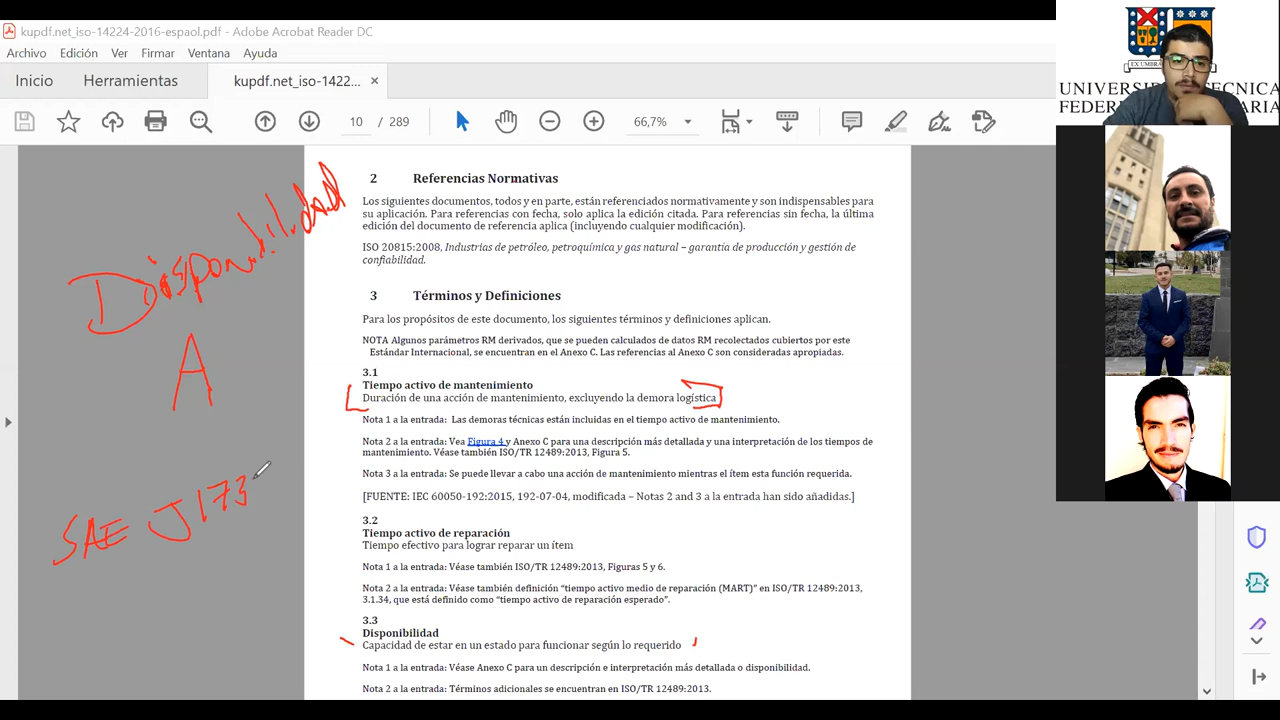 kupdf.net_iso-14224-2016-espaol.pdf - Adobe Acrobat Reader DC
Archivo Edición Ver Firmar Ventana Ayuda
Inicio Herramientas kupdf.net_iso-1422... ×
10 / 289 66,7%
EX UMBRA
UNIVERSIDAD TÉCNICA
FEDER ARIA
2 Referencias Normativas
Los siguientes documentos, todos y en parte, están referenciados normativamente y son indispensables para
su aplicación. Para referencias con fecha, solo aplica la edición citada. Para referencias sin fecha, la última
edición del documento de referencia aplica (incluyendo cualquier modificación).
ISO 20815:2008, Industrias de petróleo, petroquímica y gas natural – garantía de producción y gestión de
confiabilidad.
3 Términos y Definiciones
Para los propósitos de este documento, los siguientes términos y definiciones aplican.
NOTA Algunos parámetros RM derivados, que se pueden calculados de datos RM recolectados cubiertos por este
Estándar Internacional, se encuentran en el Anexo C. Las referencias al Anexo C son consideradas apropiadas.
3.1
Tiempo activo de mantenimiento
Duración de una acción de mantenimiento, excluyendo la demora logística
Nota 1 a la entrada: Las demoras técnicas están incluidas en el tiempo activo de mantenimiento.
Nota 2 a la entrada: Vea Figura 4 y Anexo C para una descripción más detallada y una interpretación de los tiempos de
mantenimiento. Véase también ISO/TR 12489:2013, Figura 5.
Nota 3 a la entrada: Se puede llevar a cabo una acción de mantenimiento mientras el ítem esta función requerida.
[FUENTE: IEC 60050-192:2015, 192-07-04, modificada – Notas 2 and 3 a la entrada han sido añadidas.]
3.2
Tiempo activo de reparación
Tiempo efectivo para lograr reparar un ítem
Nota 1 a la entrada: Véase también ISO/TR 12489:2013, Figuras 5 y 6.
Nota 2 a la entrada: Véase también definición “tiempo activo medio de reparación (MART)” en ISO/TR 12489:2013,
3.1.34, que está definido como “tiempo activo de reparación esperado”.
3.3
Disponibilidad
Capacidad de estar en un estado para funcionar según lo requerido
Nota 1 a la entrada: Véase Anexo C para un descripción e interpretación más detallada o disponibilidad.
Nota 2 a la entrada: Términos adicionales se encuentran en ISO/TR 12489:2013.
Disponibilidad
A
SAE J173